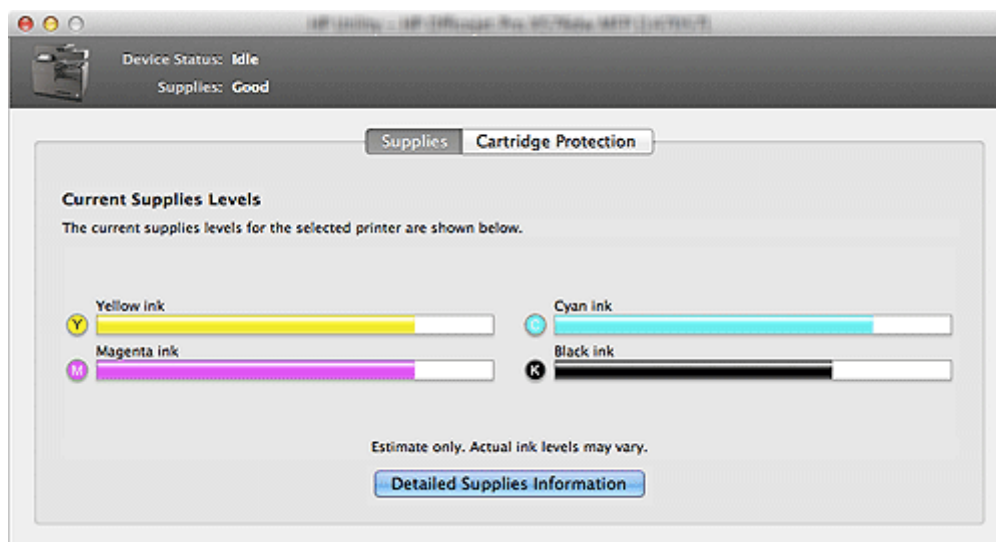 Device Status: Idle
Supplies: Good
Supplies
Cartridge Protection
Current Supplies Levels
The current supplies levels for the selected printer are shown below.
Yellow ink
Y
Cyan ink
C
Magenta ink
M
Black ink
K
Estimate only. Actual ink levels may vary.
Detailed Supplies Information